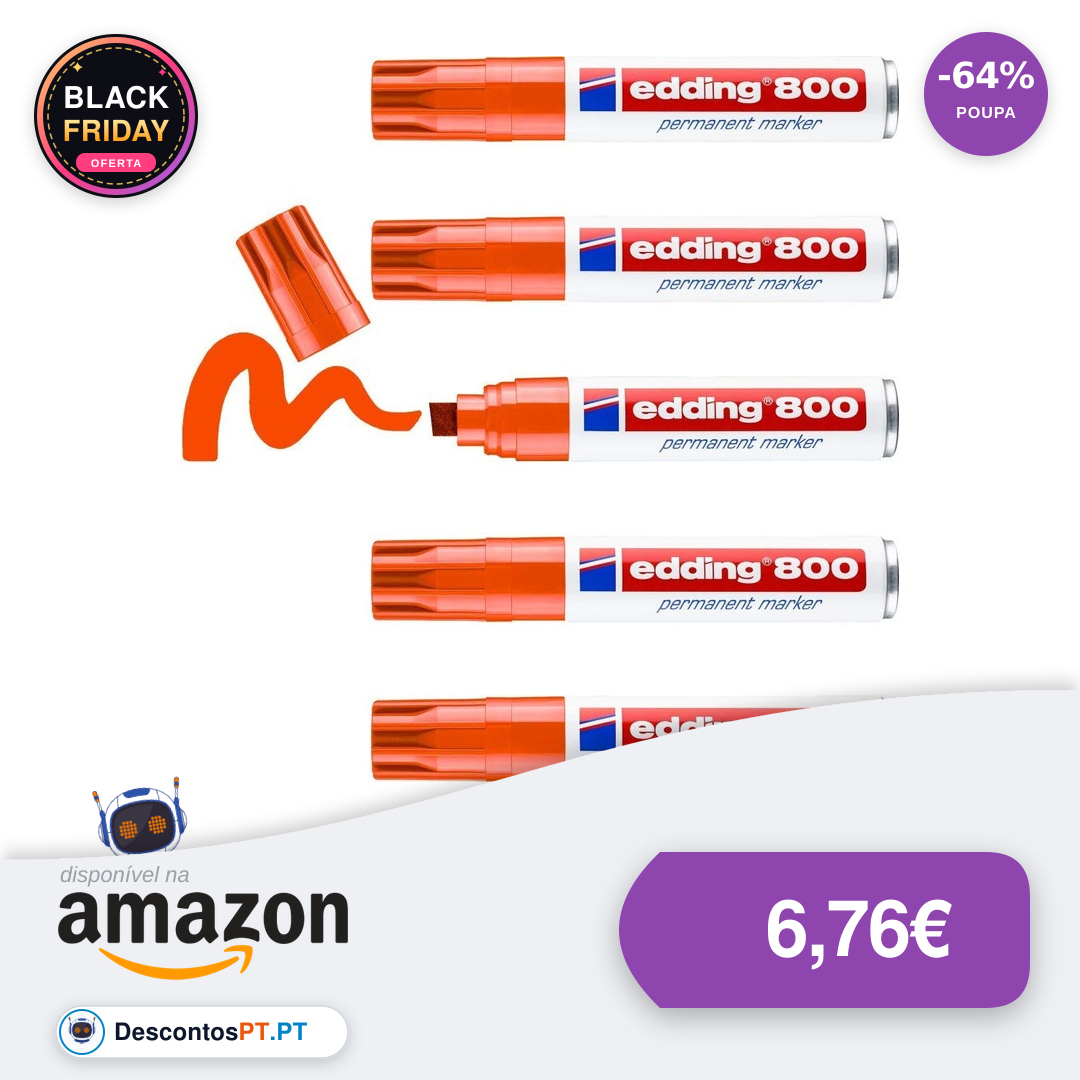 BLACK
FRIDAY
OFERTA
-64%
POUPA
edding® 800
permanent marker
edding® 800
permanent marker
edding® 800
permanent marker
edding® 800
permanent marker
disponível na
amazon
6,76€
DescontosPT.PT